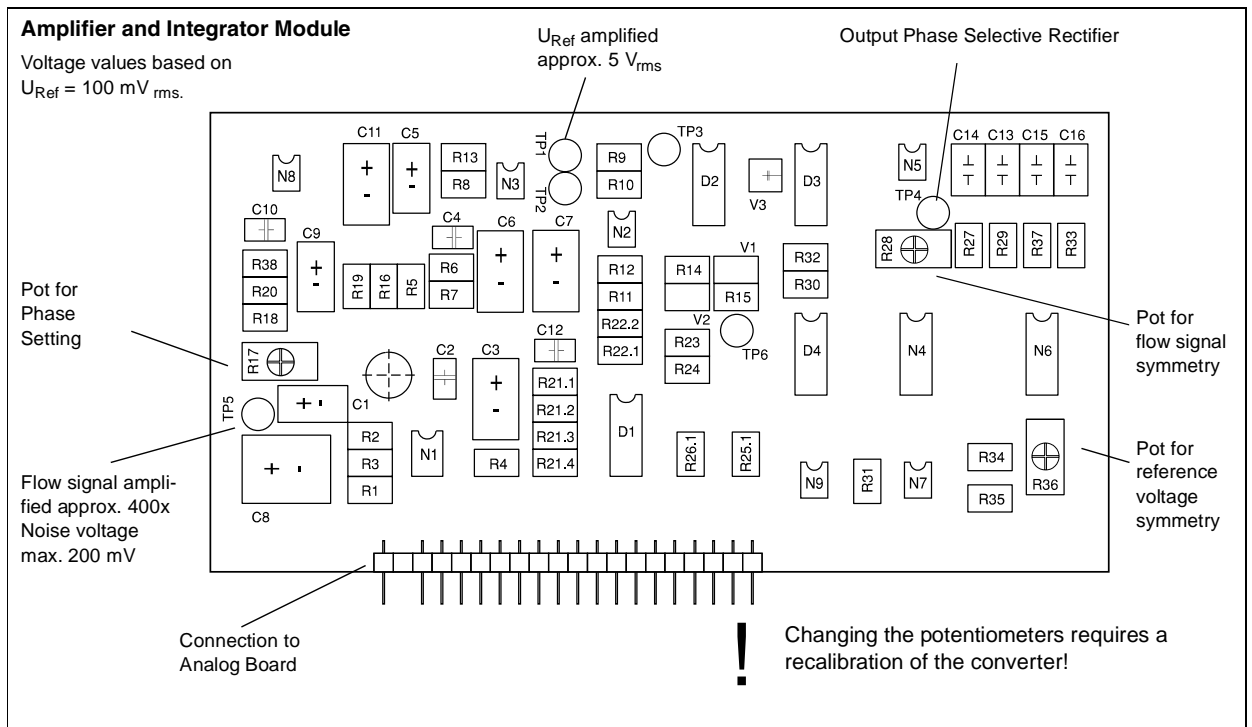 Amplifier and Integrator Module
Voltage values based on
URef = 100 mV rms.
URef amplified
approx. 5 Vrms
Output Phase Selective Rectifier
C11
C5
TP1
TP3
C14
C13
C15
C16
N8
+
-
+
-
R13
R8
N3
TP2
R9
R10
D2
V3
D3
N5
TP4
C10
C9
C4
C6
C7
N2
V1
R28
R27
R29
R37
R33
R38
R20
R18
+
-
R19
R16
R5
R6
R7
+
-
+
-
R12
R11
R22.2
R22.1
R14
R15
R32
R30
V2
R23
R24
TP6
D4
N4
N6
Pot for
Phase
Setting
Pot for
flow signal
symmetry
R17
C2
C3
C12
+
-
TP5
+ -
C1
R21.1
R21.2
R21.3
R21.4
D1
R2
R3
R1
N1
R4
R26.1
R25.1
N9
R31
N7
R34
R35
R36
+ -
C8
Flow signal ampli-
fied approx. 400x
Noise voltage
max. 200 mV
Pot for
reference
voltage
symmetry
Connection to
Analog Board
!
Changing the potentiometers requires a
recalibration of the converter!